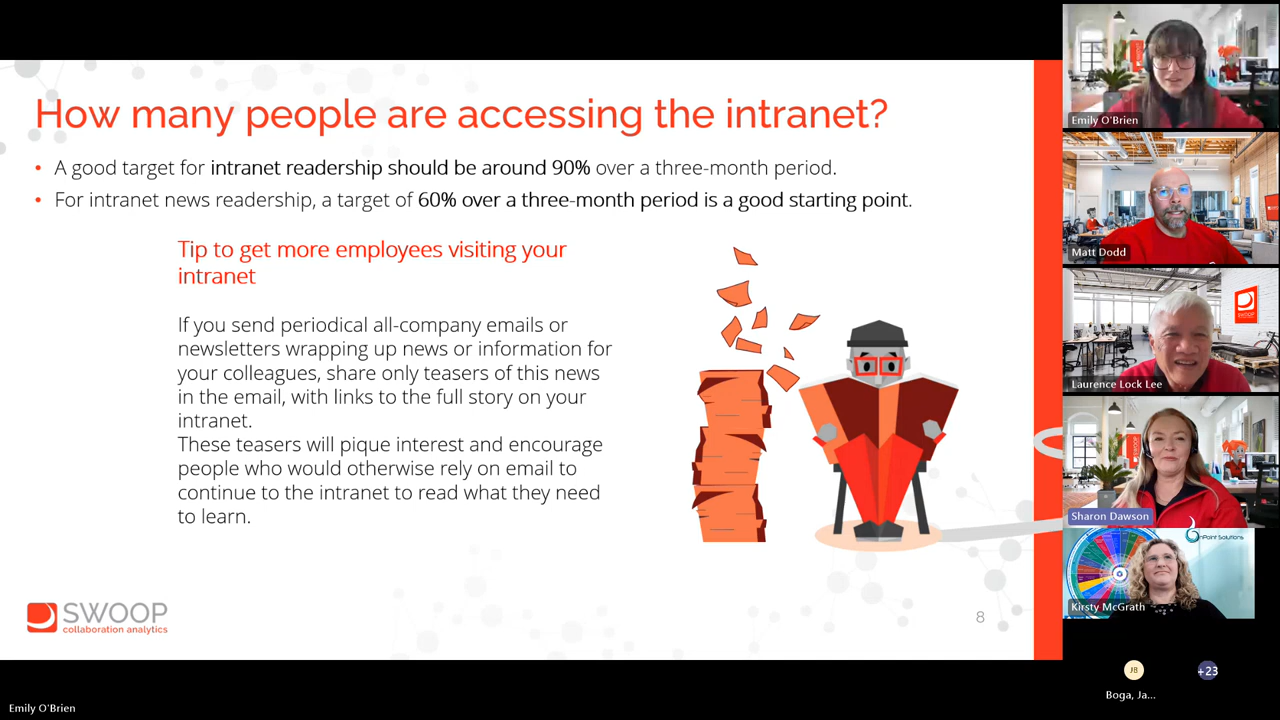 How many people are accessing the intranet?
• A good target for intranet readership should be around 90% over a three-month period.
• For intranet news readership, a target of 60% over a three-month period is a good starting point.
Tip to get more employees visiting your
intranet
If you send periodical all-company emails or
newsletters wrapping up news or information for
your colleagues, share only teasers of this news
in the email, with links to the full story on your
intranet.
These teasers will pique interest and encourage
people who would otherwise rely on email to
continue to the intranet to read what they need
to learn.
SWOOP
collaboration analytics
8
Emily O'Brien
Emily O'Brien
Matt Dodd
SWOOP
Laurence Lock Lee
Sharon Dawson
OnPoint Solutions
Kirsty McGrath
JB
+23
Boga, Ja...